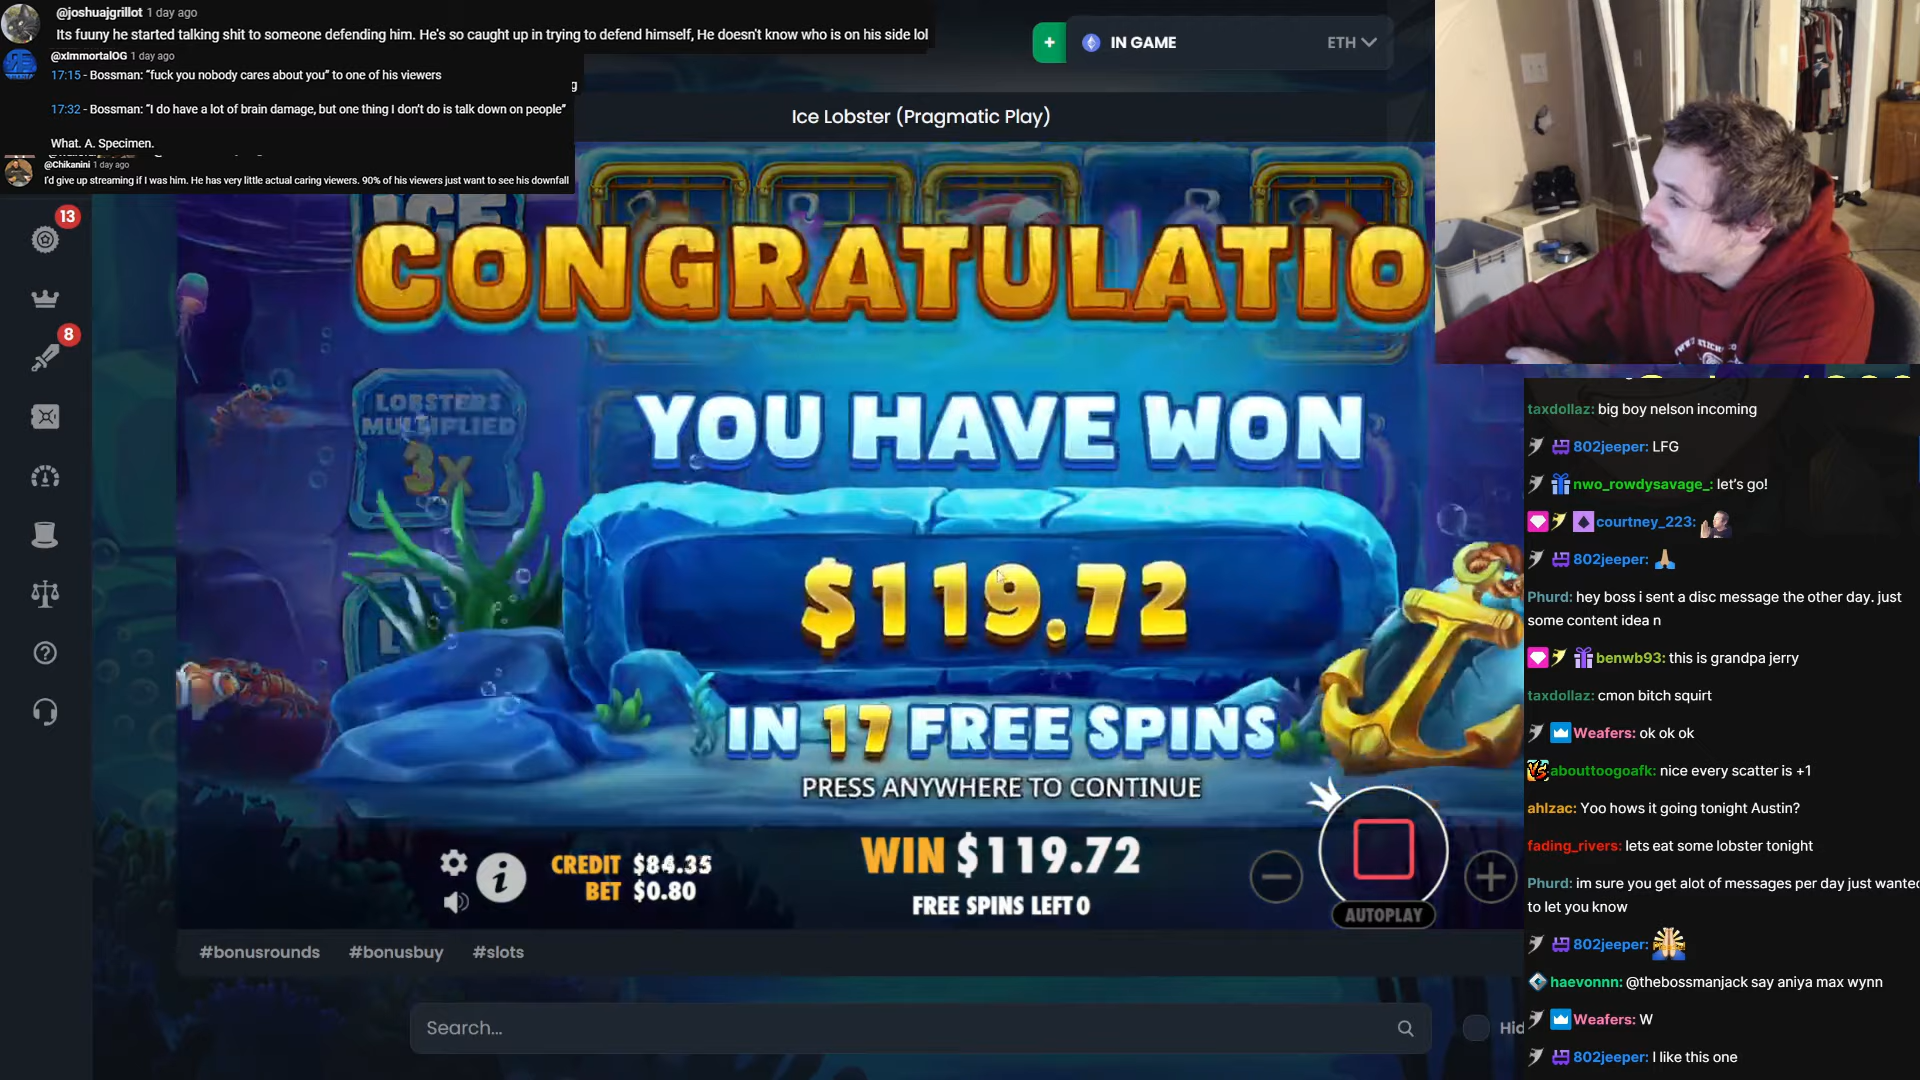 @joshuajgrillot 1 day ago
Its fuuny he started talking shit to someone defending him. He's so caught up in trying to defend himself, He doesn't know who is on his side lol
@xImmortalOG 1 day ago
17:15 - Bossman: “fuck you nobody cares about you” to one of his viewers
17:32 - Bossman: “I do have a lot of brain damage, but one thing I don’t do is talk down on people”
What. A. Specimen.
@Chikanini 1 day ago
I'd give up streaming if I was him. He has very little actual caring viewers. 90% of his viewers just want to see his downfall
+ IN GAME ETH
Ice Lobster (Pragmatic Play)
13
8
ICE
CONGRATULATIO
LOBSTERS
MULTIPLIED
3X
YOU HAVE WON
$119.72
IN 17 FREE SPINS
PRESS ANYWHERE TO CONTINUE
CREDIT $84.35
BET $0.80
WIN $119.72
FREE SPINS LEFT 0
AUTOPLAY
#bonusrounds #bonusbuy #slots
Search...
Hid
taxdollaz: big boy nelson incoming
802jeeper: LFG
nwo_rowdysavage_: let’s go!
courtney_223:
802jeeper: 🙏
Phurd: hey boss i sent a disc message the other day. just
some content idea n
benwb93: this is grandpa jerry
taxdollaz: cmon bitch squirt
Weafers: ok ok ok
abouttoogoafk: nice every scatter is +1
ahlzac: Yoo hows it going tonight Austin?
fading_rivers: lets eat some lobster tonight
Phurd: im sure you get alot of messages per day just wanted
to let you know
802jeeper:
haevonnn: @thebossmanjack say aniya max wynn
Weafers: W
802jeeper: I like this one